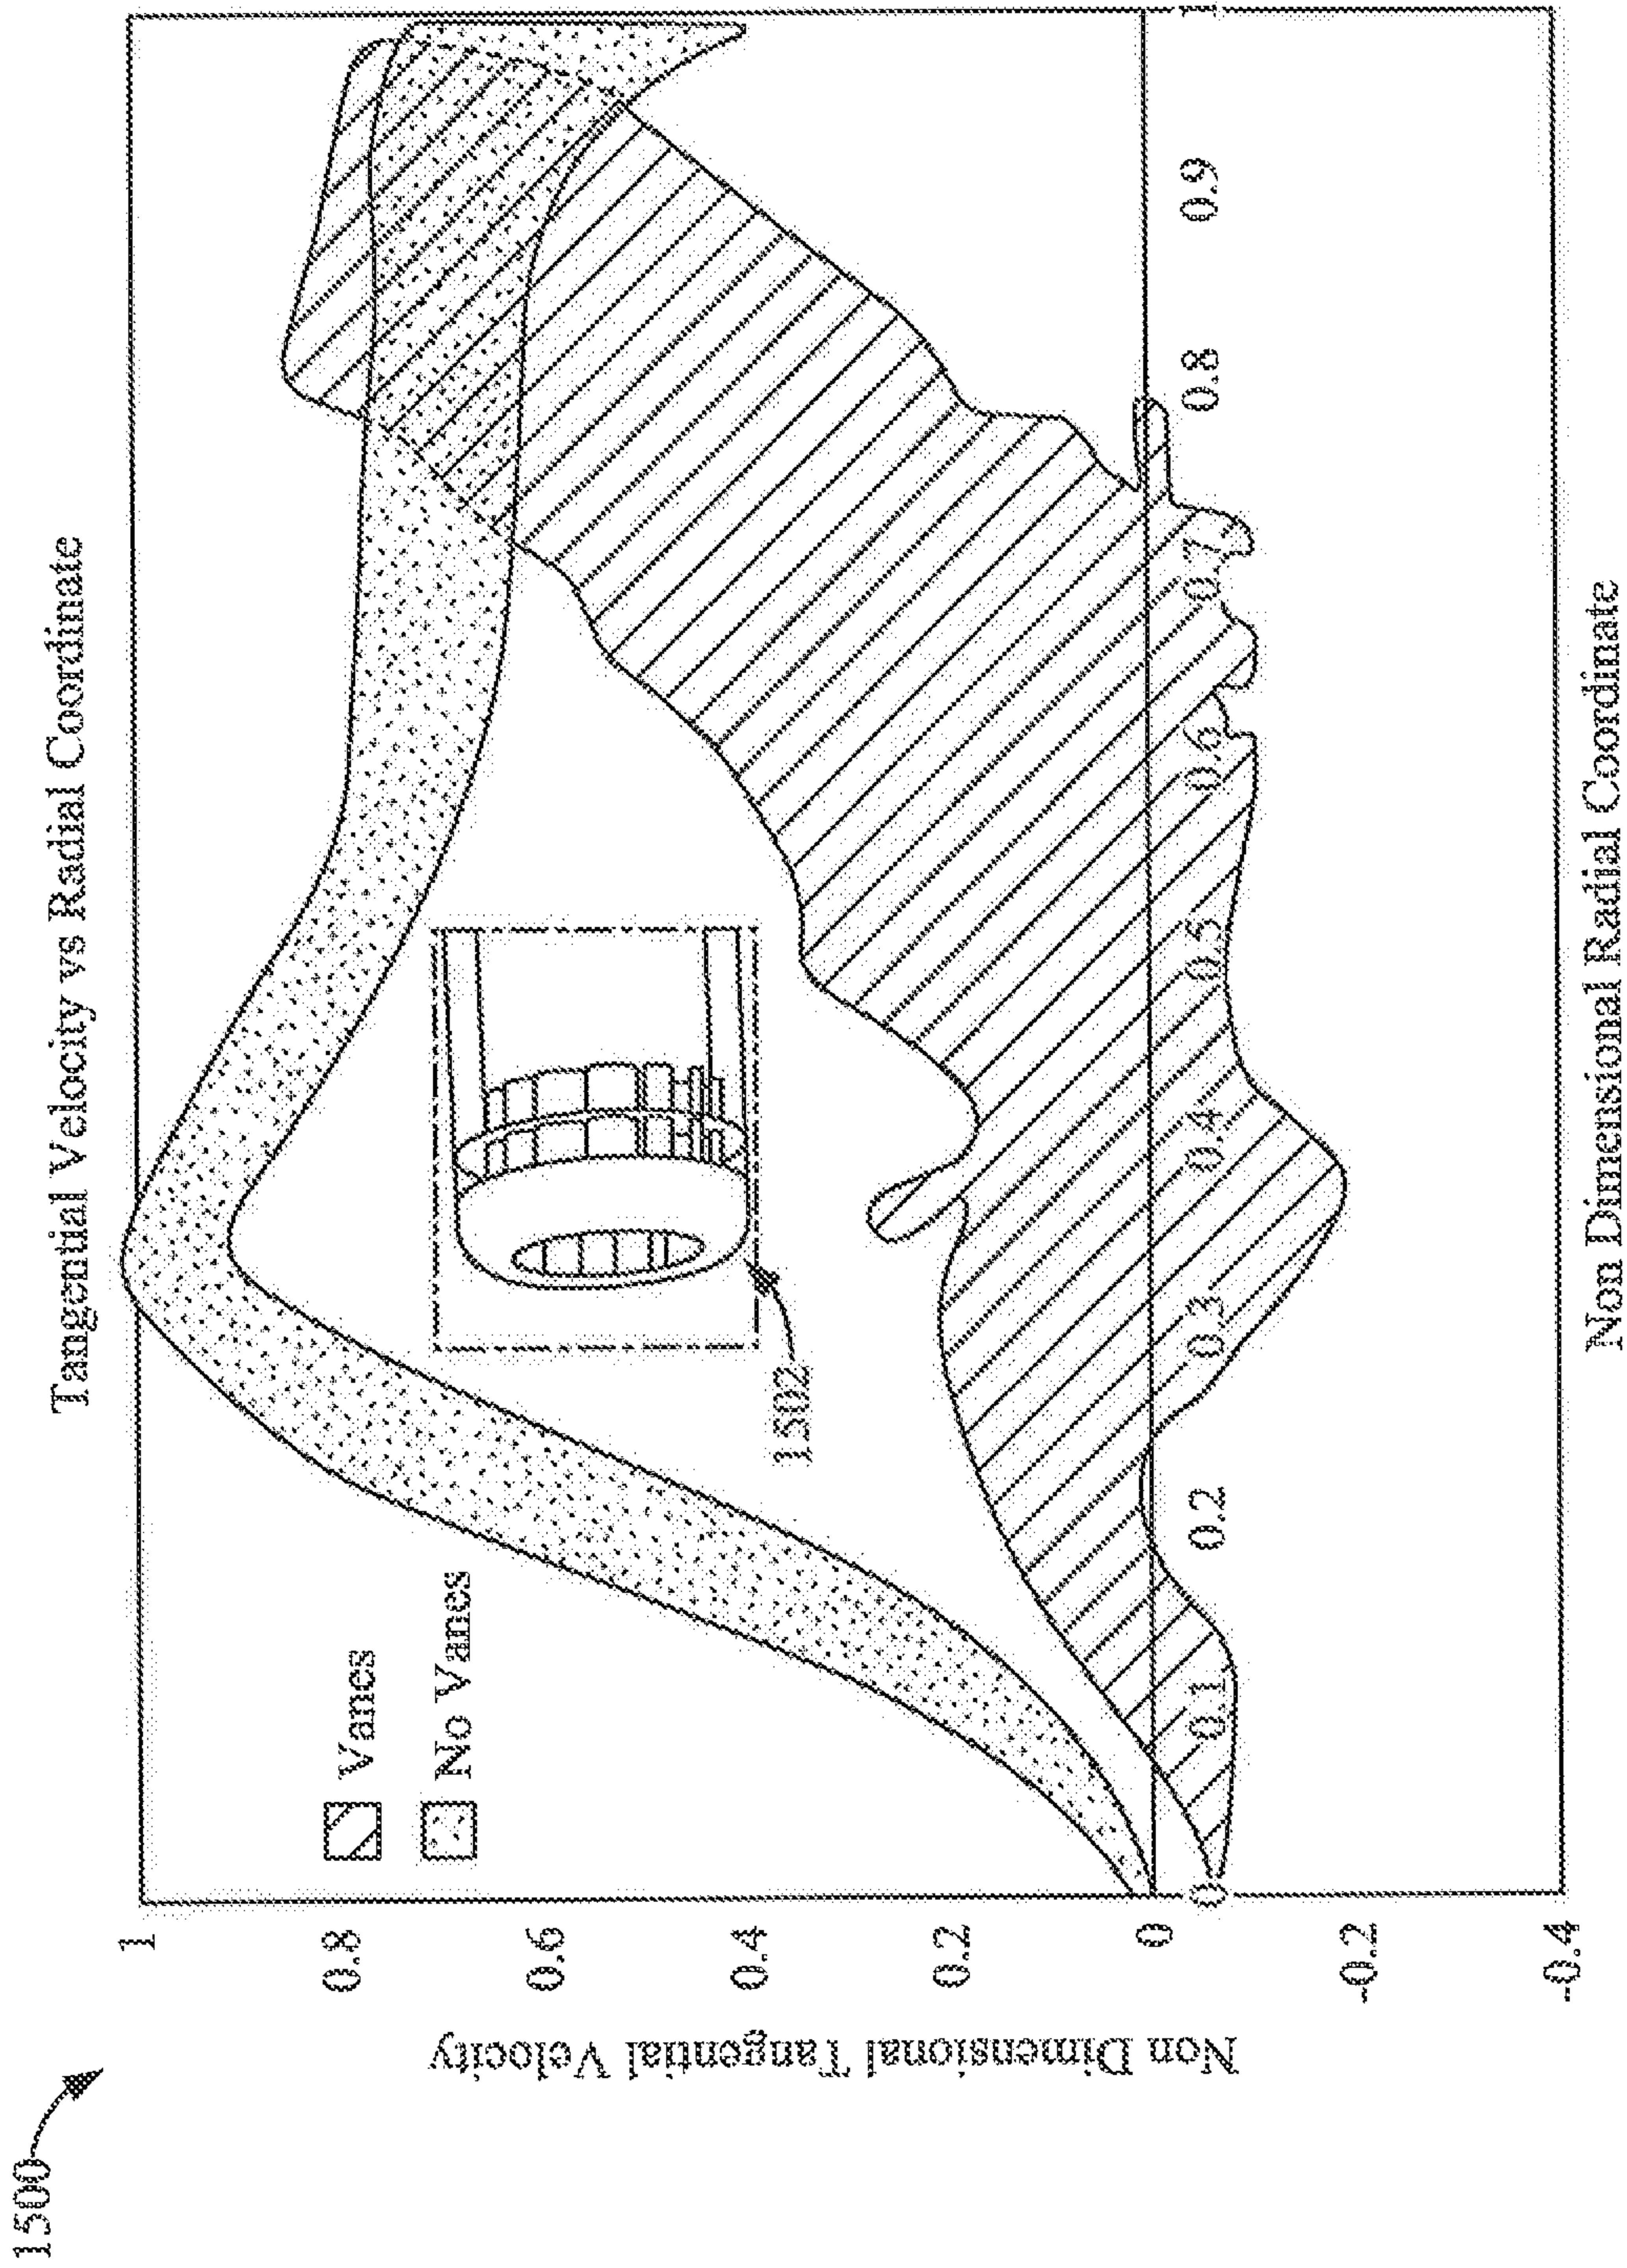 1500
Tangential Velocity vs Radial Coordinate
Non Dimensional Tangential Velocity
1
0.8
0.6
0.4
0.2
0
-0.2
-0.4
Vanes
No Vanes
1502
0 0.1 0.2 0.3 0.4 0.5 0.6 0.7 0.8 0.9 1
Non Dimensional Radial Coordinate